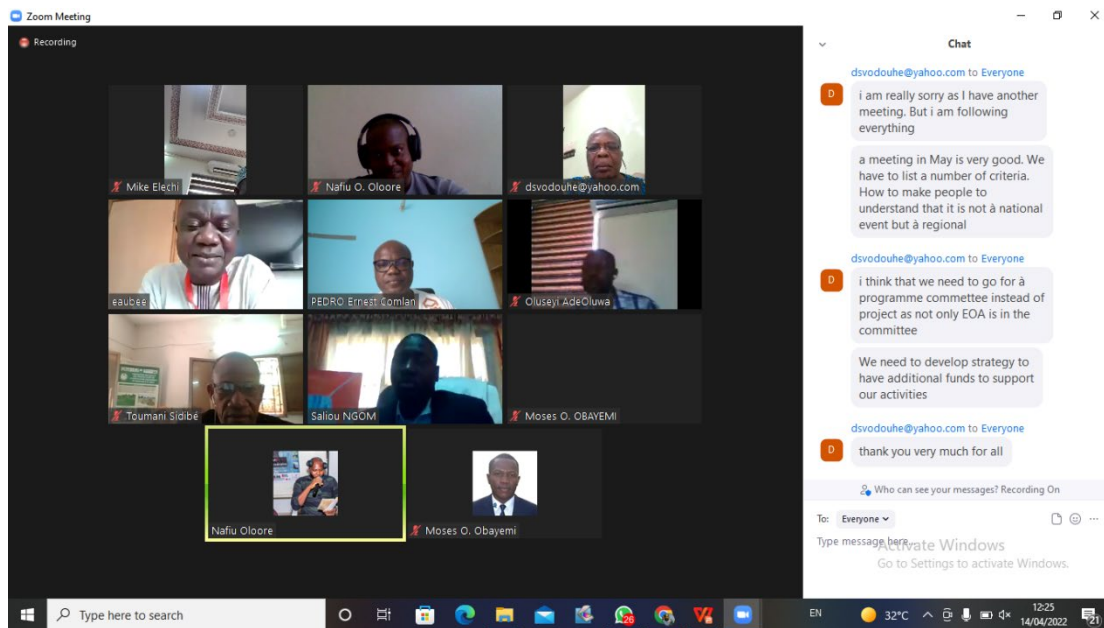 Zoom Meeting
Recording
Mike Elechi
Nafiu O. Oloore
dsvodouhe@yahoo.com
eaubee
PEDRO Ernest Comlan
Oluseyi AdeOluwa
Toumani Sidibé
Saliou NGOM
Moses O. OBAYEMI
Nafiu Oloore
Moses O. Obayemi
Chat
dsvodouhe@yahoo.com to Everyone
D
i am really sorry as I have another
meeting. But i am following
everything
a meeting in May is very good. We
have to list a number of criteria.
How to make people to
understand that it is not à national
event but à regional
dsvodouhe@yahoo.com to Everyone
D
i think that we need to go for à
programme commettee instead of
project as not only EOA is in the
committee
We need to develop strategy to
have additional funds to support
our activities
dsvodouhe@yahoo.com to Everyone
D
thank you very much for all
Who can see your messages? Recording On
To: Everyone
Type message here...
Activate Windows
Go to Settings to activate Windows.
Type here to search
26
EN
32°C
12:25
14/04/2022
21